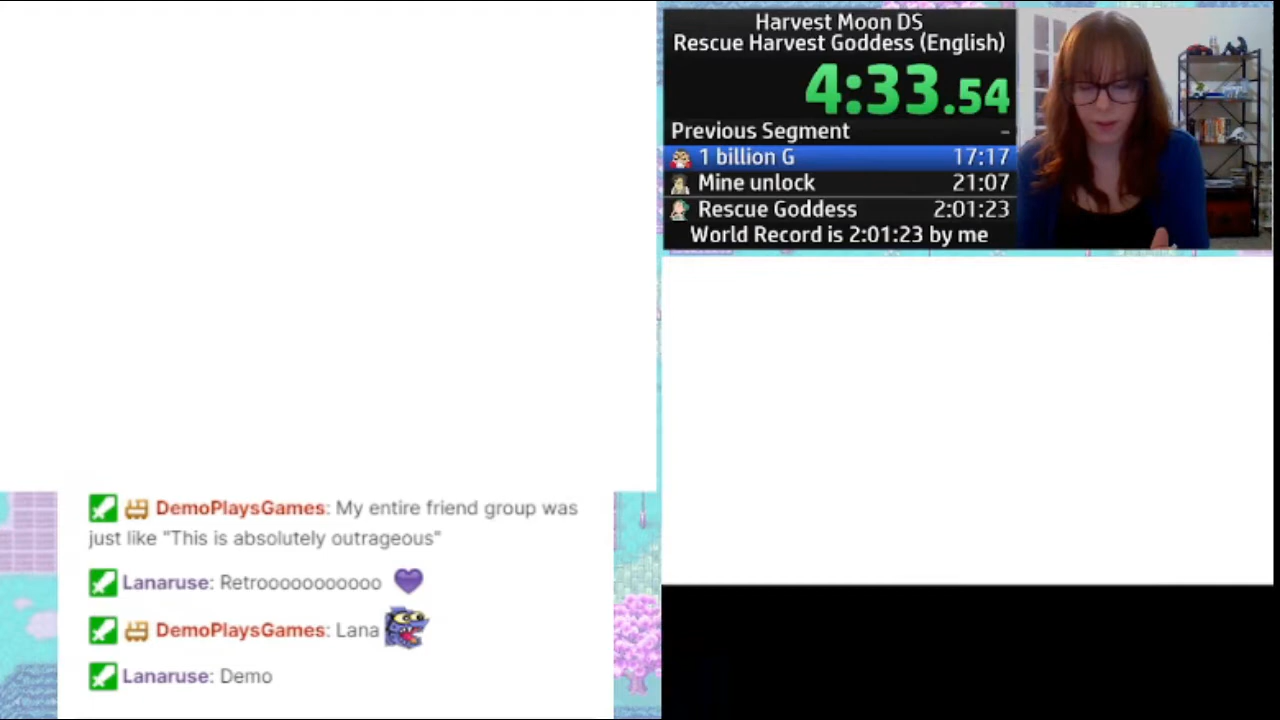 Harvest Moon DS
Rescue Harvest Goddess (English)
4:33.54
Previous Segment -
1 billion G 17:17
Mine unlock 21:07
Rescue Goddess 2:01:23
World Record is 2:01:23 by me
DemoPlaysGames: My entire friend group was
just like "This is absolutely outrageous"
Lanaruse: Retrooooooooooo
DemoPlaysGames: Lana
Lanaruse: Demo